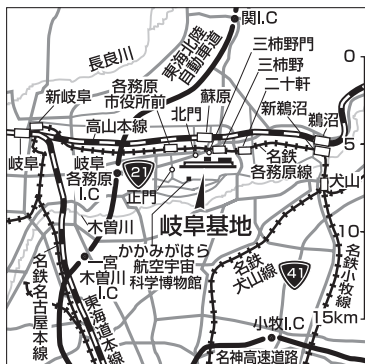 関I.C
長良川
東海北陸
自動車道
三柿野門
三柿野
二十軒
0
各務原
市役所前
蘇原
北門
新鵜沼
鵜沼
新岐阜
高山本線
岐阜
岐阜
各務原
I.C
21
正門
名鉄
各務原線
5
犬山
岐阜基地
木曽川
かかみがはら
航空宇宙
科学博物館
一宮
木曽川
I.C
10
名鉄
犬山線
41
名鉄小牧線
名鉄名古屋本線
東海道本線
15km
小牧I.C
名神高速道路